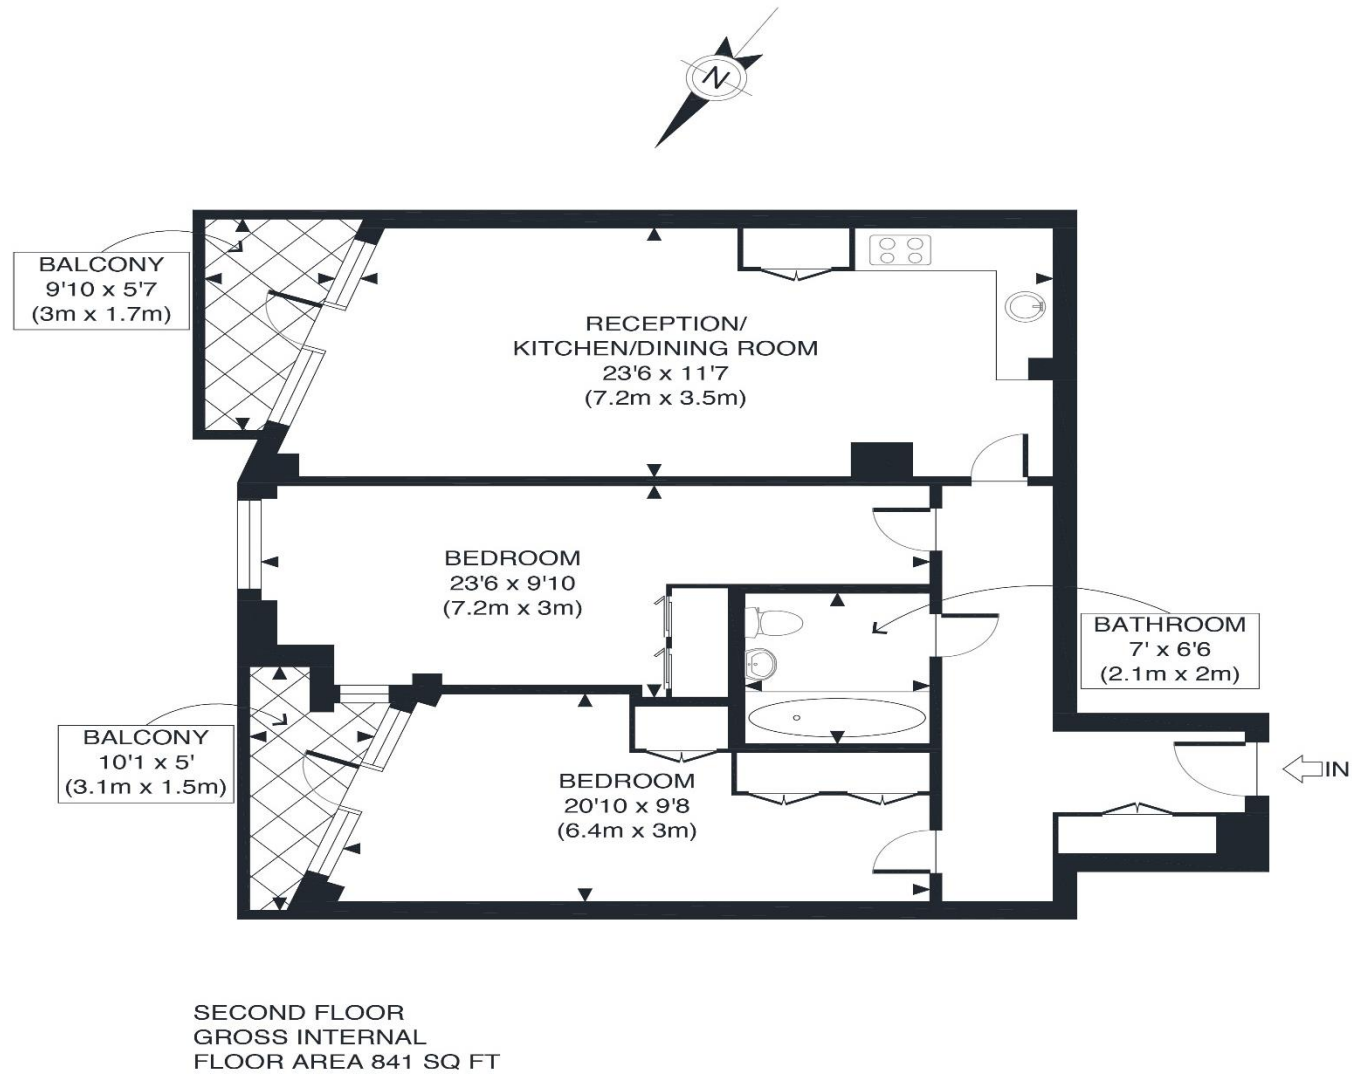 N
BALCONY
9'10 x 5'7
(3m x 1.7m)
RECEPTION/
KITCHEN/DINING ROOM
23'6 x 11'7
(7.2m x 3.5m)
BEDROOM
23'6 x 9'10
(7.2m x 3m)
BATHROOM
7' x 6'6
(2.1m x 2m)
BALCONY
10'1 x 5'
(3.1m x 1.5m)
BEDROOM
20'10 x 9'8
(6.4m x 3m)
IN
SECOND FLOOR
GROSS INTERNAL
FLOOR AREA 841 SQ FT